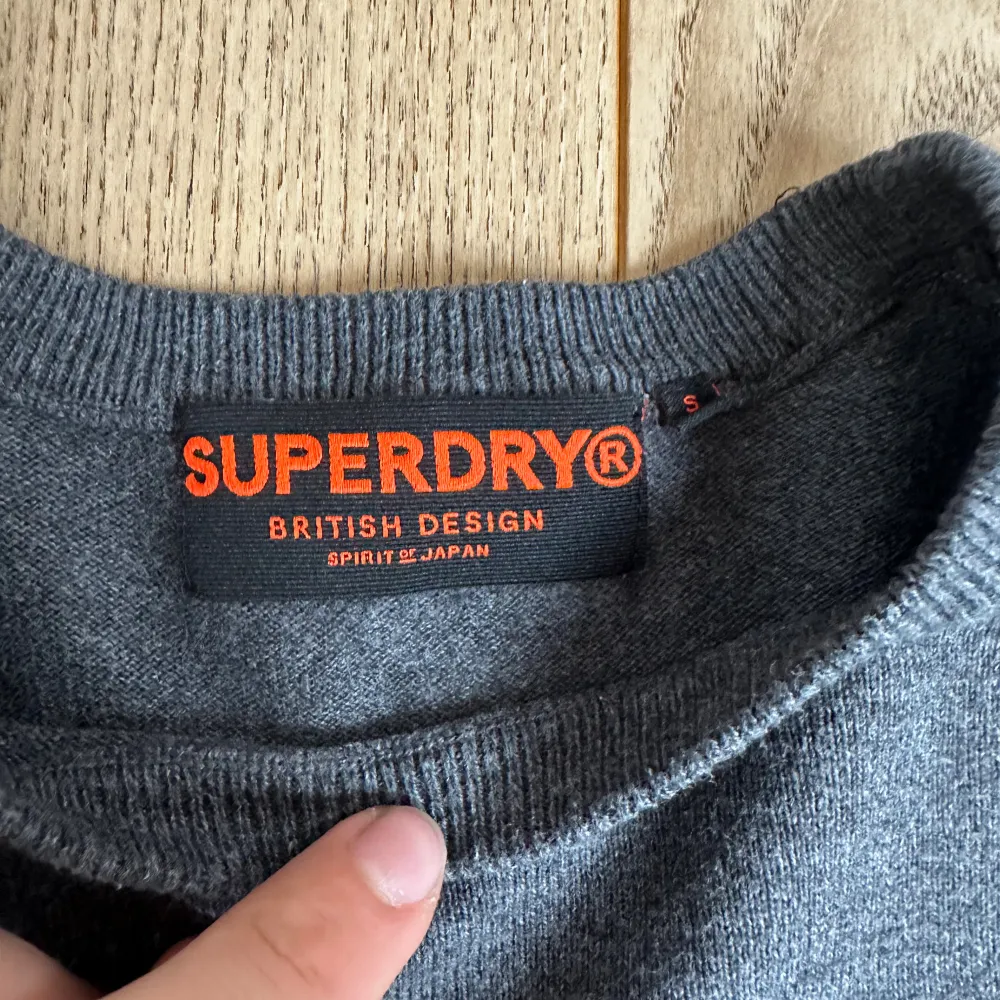 SUPERDRY®
S
BRITISH DESIGN
SPIRIT OF JAPAN